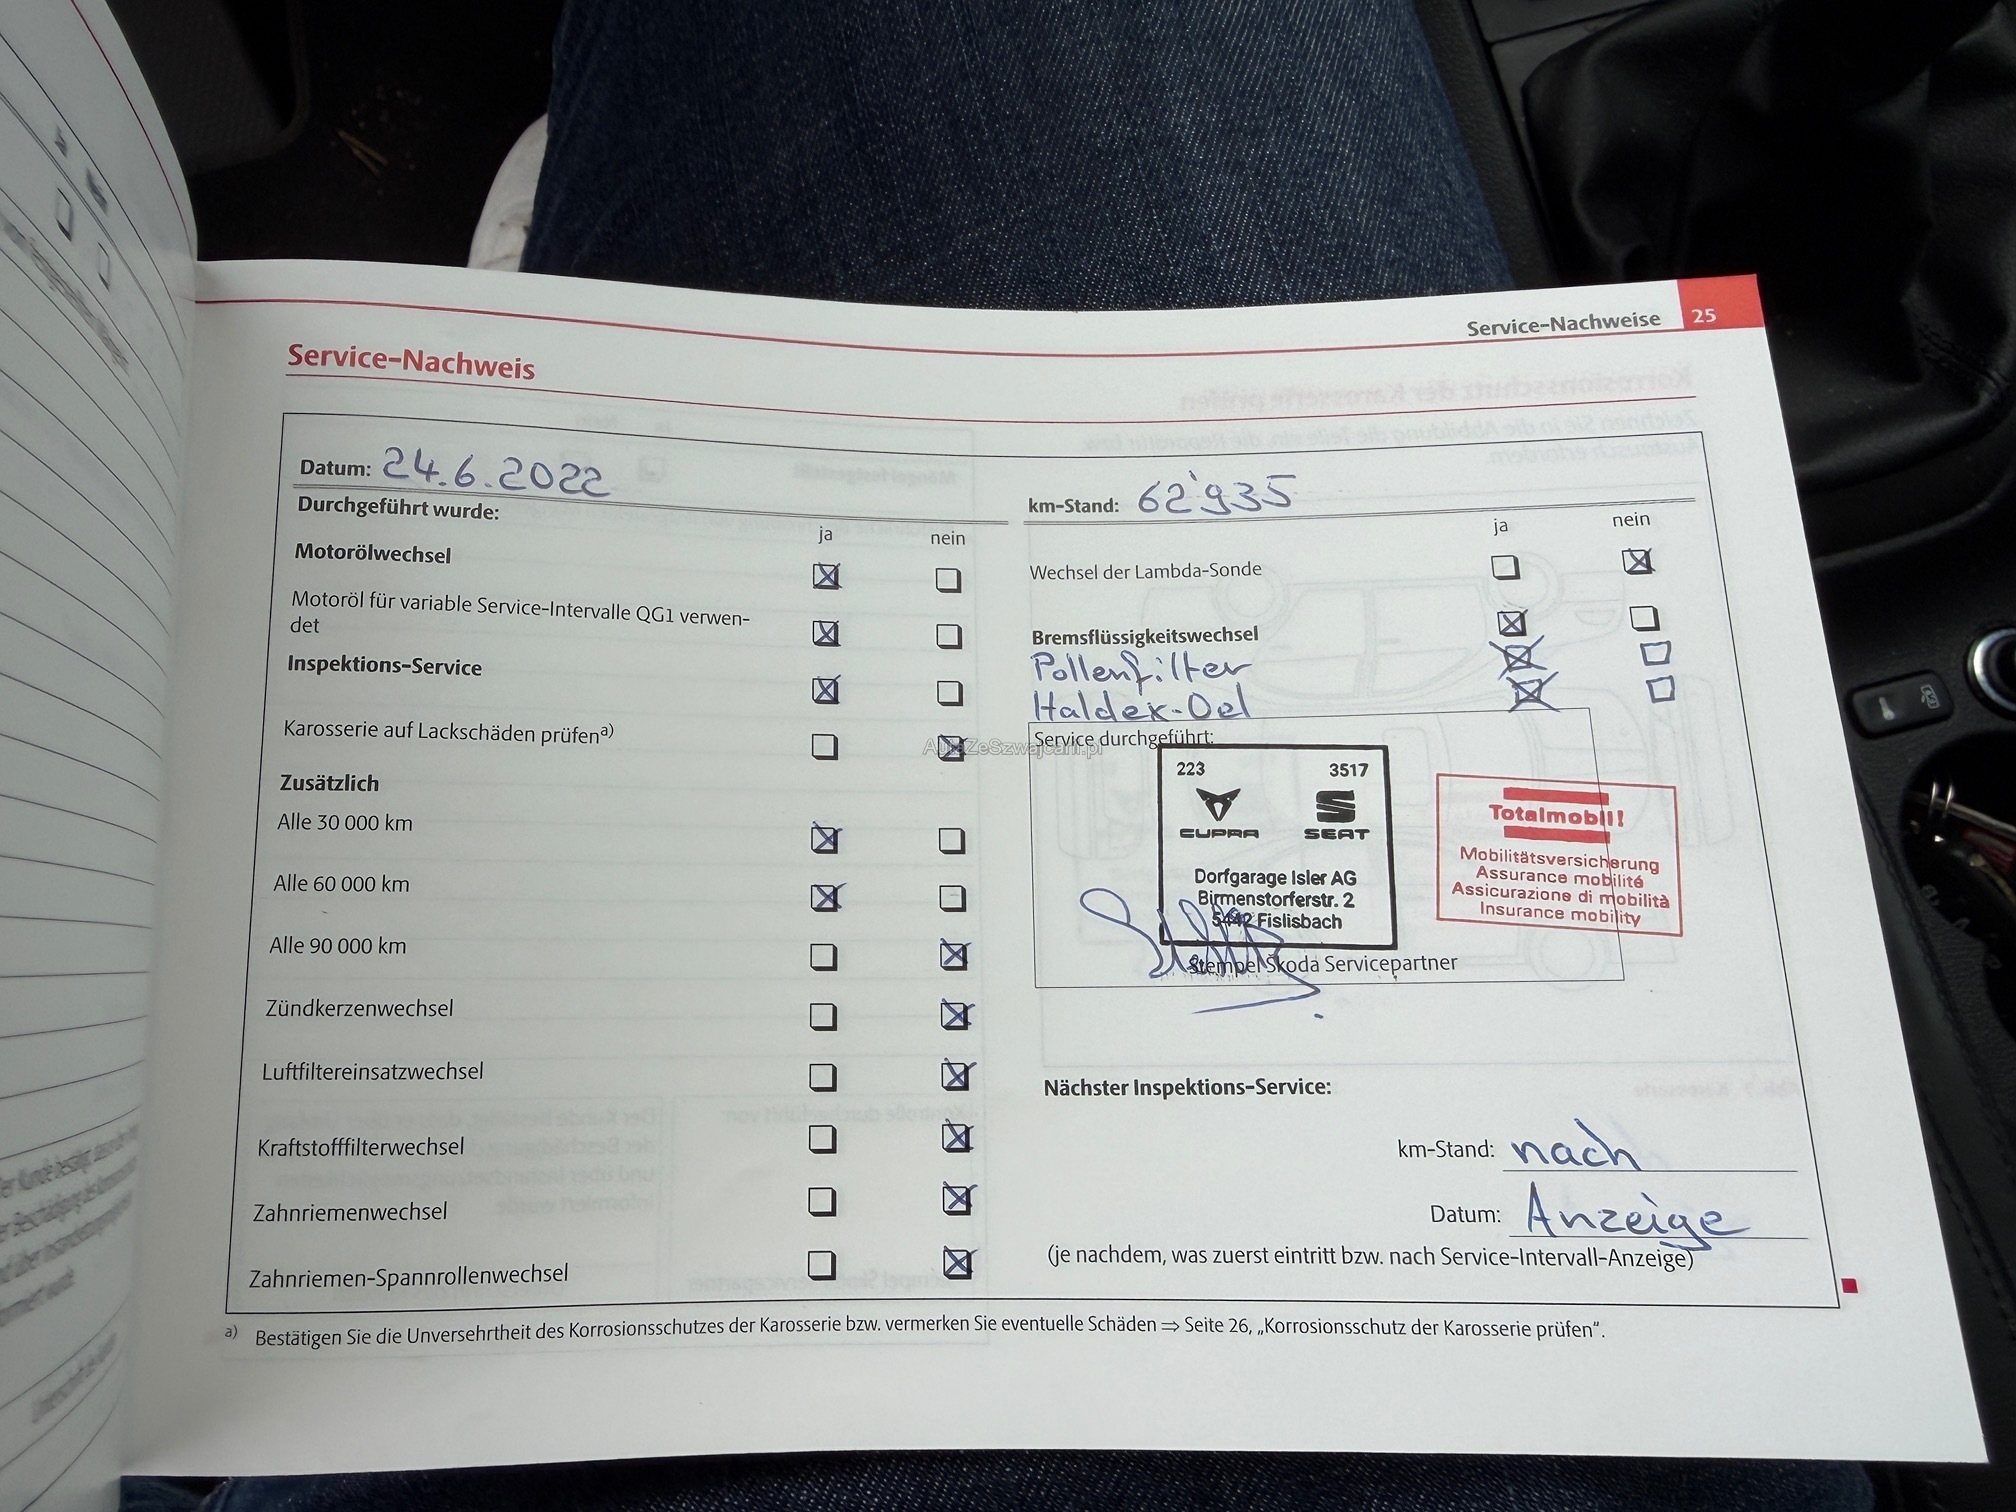 Service-Nachweise 25
Service-Nachweis
Datum: 24.6.2022
Durchgeführt wurde:
ja nein
Motorölwechsel
Motoröl für variable Service-Intervalle QG1 verwen-
det
Inspektions-Service
Karosserie auf Lackschäden prüfen a)
Zusätzlich
Alle 30 000 km
Alle 60 000 km
Alle 90 000 km
Zündkerzenwechsel
Luftfiltereinsatzwechsel
Kraftstofffilterwechsel
Zahnriemenwechsel
Zahnriemen-Spannrollenwechsel
km-Stand: 62'935
ja nein
Wechsel der Lambda-Sonde
Bremsflüssigkeitswechsel
Pollenfilter
Haldex-Oel
AutaZeSzwajcarii.pl
Service durchgeführt:
223 3517
CUPRA SEAT
Dorfgarage Isler AG
Birmenstorferstr. 2
5442 Fislisbach
Stempel Škoda Servicepartner
Totalmobil!
Mobilitätsversicherung
Assurance mobilité
Assicurazione di mobilità
Insurance mobility
Nächster Inspektions-Service:
km-Stand: nach
Datum: Anzeige
(je nachdem, was zuerst eintritt bzw. nach Service-Intervall-Anzeige)
a) Bestätigen Sie die Unversehrtheit des Korrosionsschutzes der Karosserie bzw. vermerken Sie eventuelle Schäden ⇒ Seite 26, „Korrosionsschutz der Karosserie prüfen“.